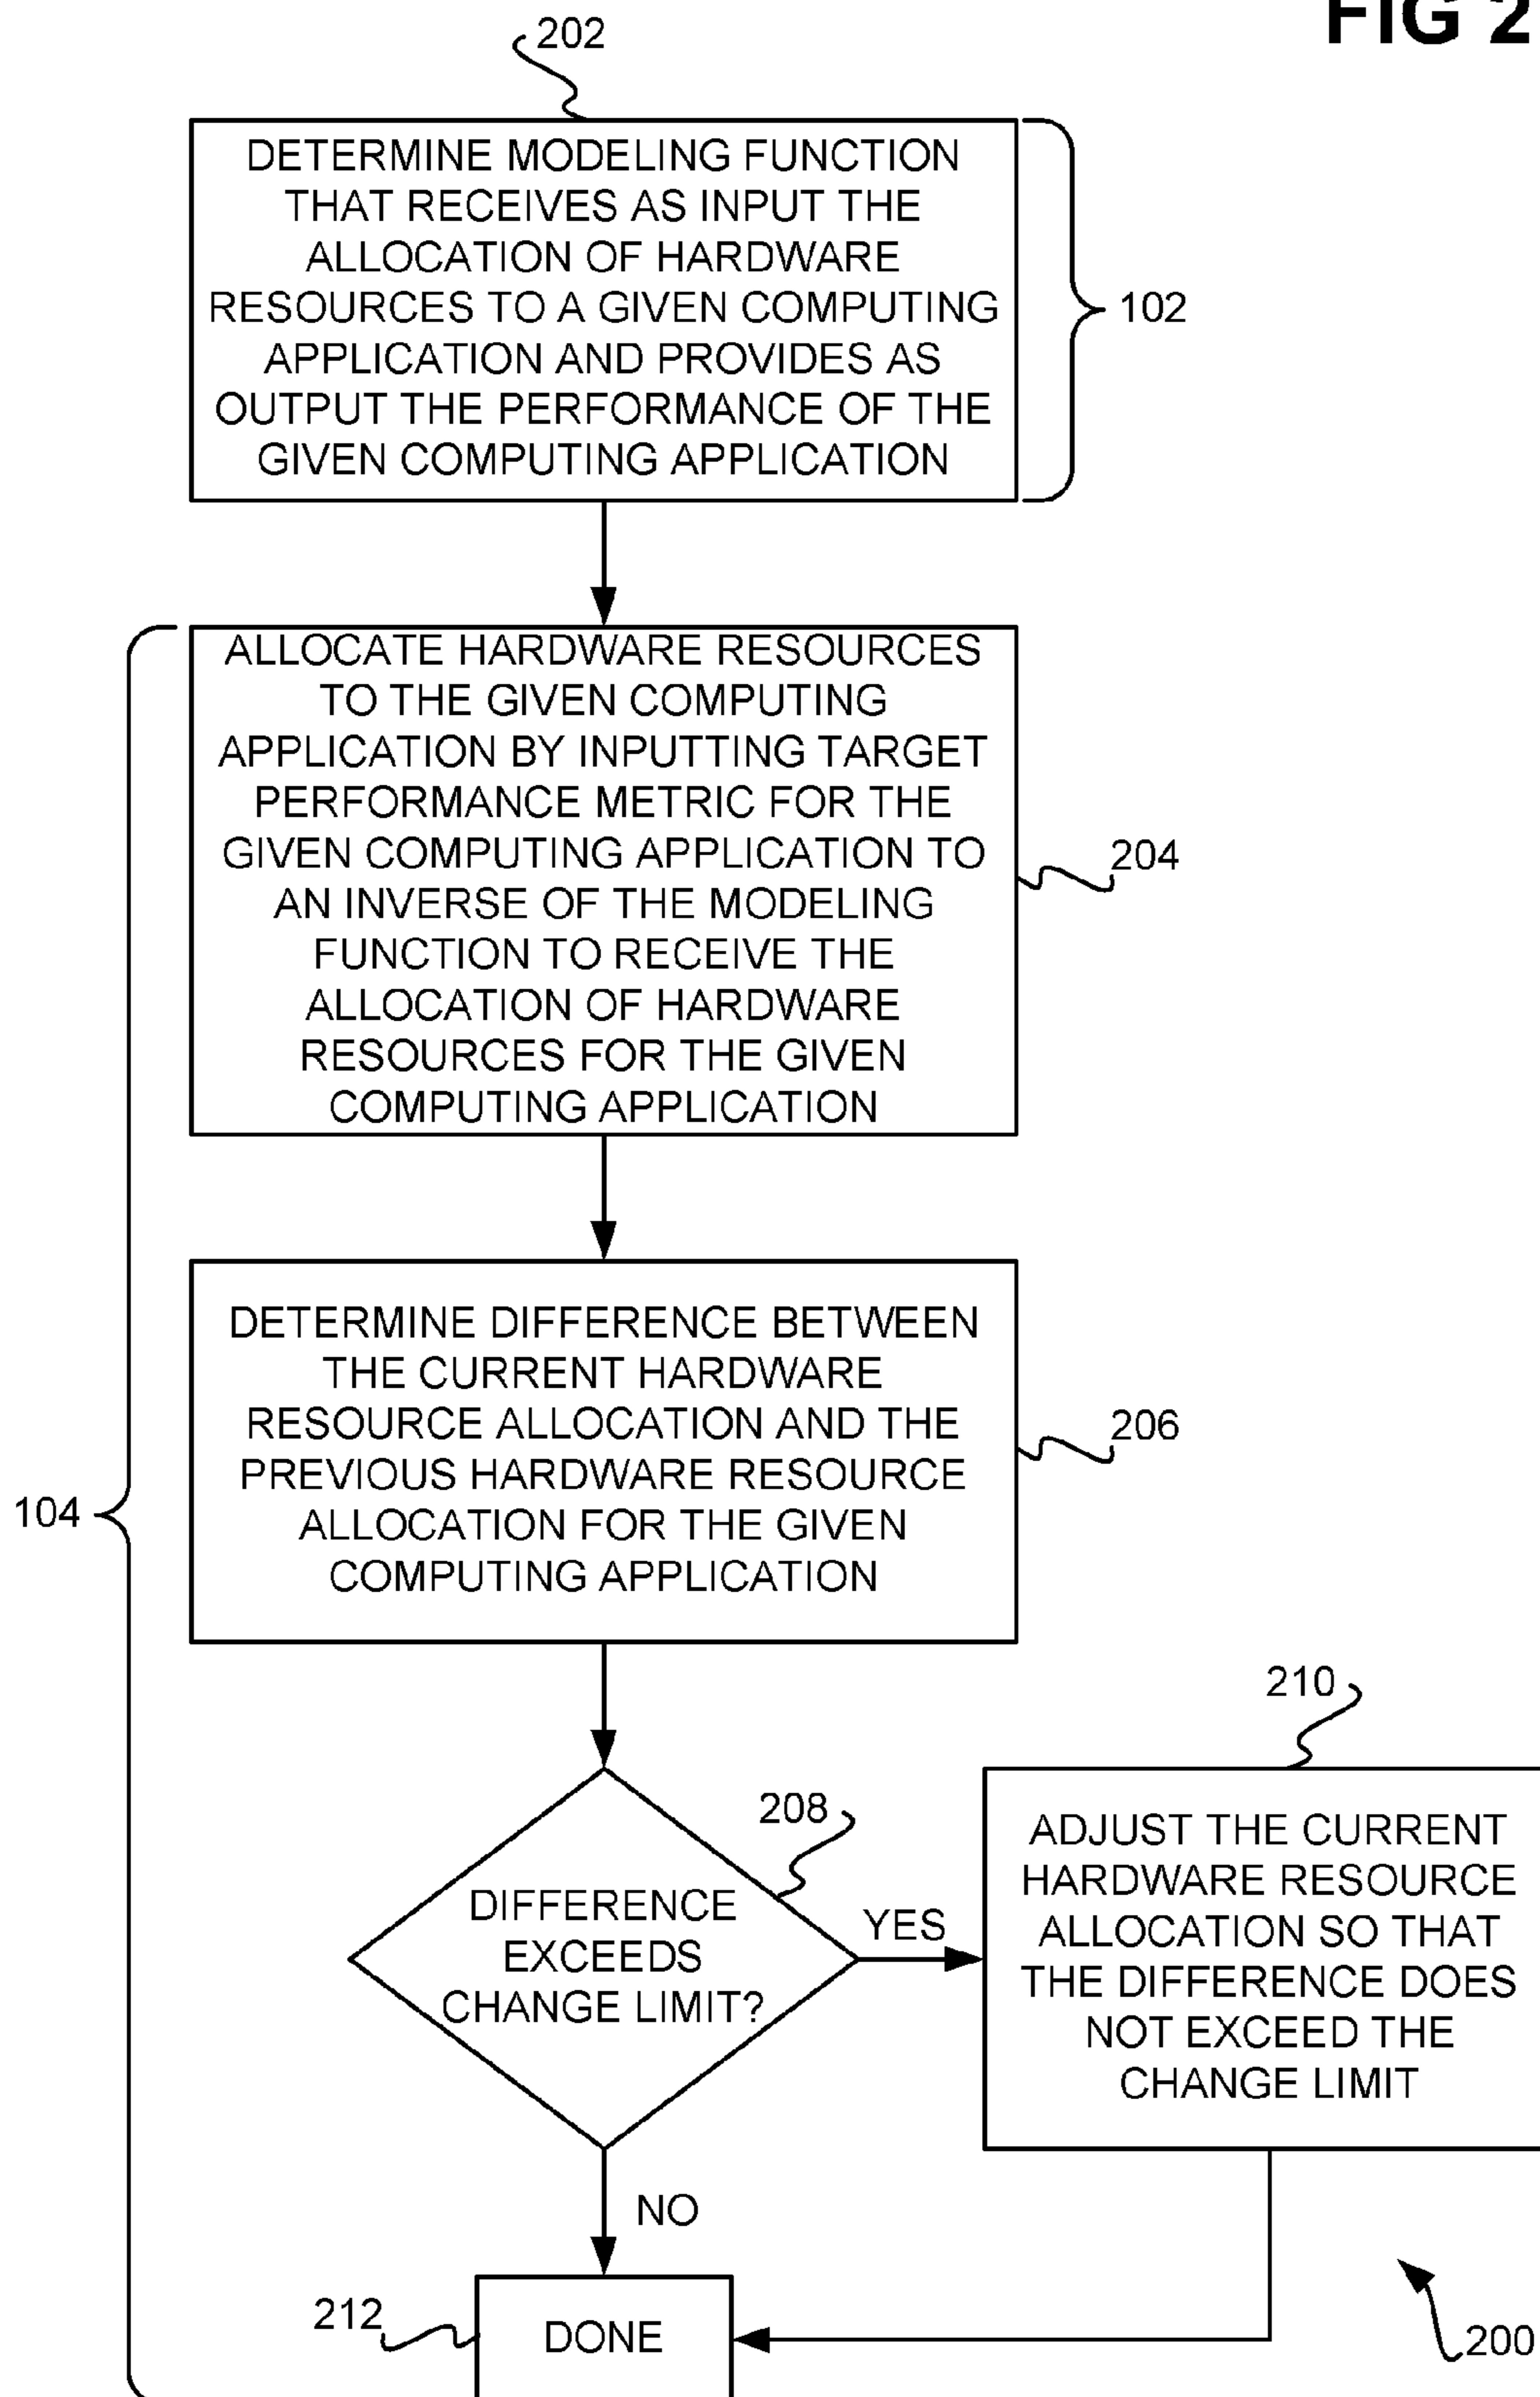 FIG 2
202
DETERMINE MODELING FUNCTION
THAT RECEIVES AS INPUT THE
ALLOCATION OF HARDWARE
RESOURCES TO A GIVEN COMPUTING
APPLICATION AND PROVIDES AS
OUTPUT THE PERFORMANCE OF THE
GIVEN COMPUTING APPLICATION
102
ALLOCATE HARDWARE RESOURCES
TO THE GIVEN COMPUTING
APPLICATION BY INPUTTING TARGET
PERFORMANCE METRIC FOR THE
GIVEN COMPUTING APPLICATION TO
AN INVERSE OF THE MODELING
FUNCTION TO RECEIVE THE
ALLOCATION OF HARDWARE
RESOURCES FOR THE GIVEN
COMPUTING APPLICATION
204
DETERMINE DIFFERENCE BETWEEN
THE CURRENT HARDWARE
RESOURCE ALLOCATION AND THE
PREVIOUS HARDWARE RESOURCE
ALLOCATION FOR THE GIVEN
COMPUTING APPLICATION
206
104
208
DIFFERENCE
EXCEEDS
CHANGE LIMIT?
YES
210
ADJUST THE CURRENT
HARDWARE RESOURCE
ALLOCATION SO THAT
THE DIFFERENCE DOES
NOT EXCEED THE
CHANGE LIMIT
NO
212
DONE
200